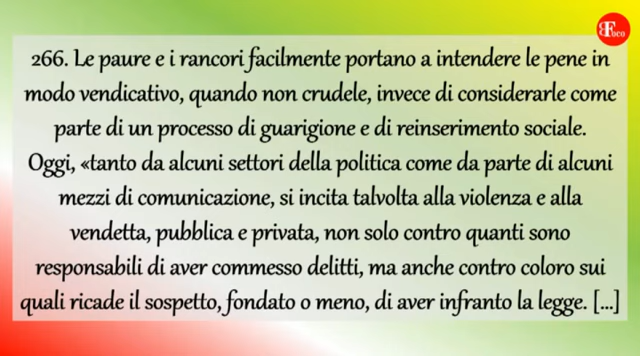 BFoco
266. Le paure e i rancori facilmente portano a intendere le pene in
modo vendicativo, quando non crudele, invece di considerarle come
parte di un processo di guarigione e di reinserimento sociale.
Oggi, «tanto da alcuni settori della politica come da parte di alcuni
mezzi di comunicazione, si incita talvolta alla violenza e alla
vendetta, pubblica e privata, non solo contro quanti sono
responsabili di aver commesso delitti, ma anche contro coloro sui
quali ricade il sospetto, fondato o meno, di aver infranto la legge. [...]